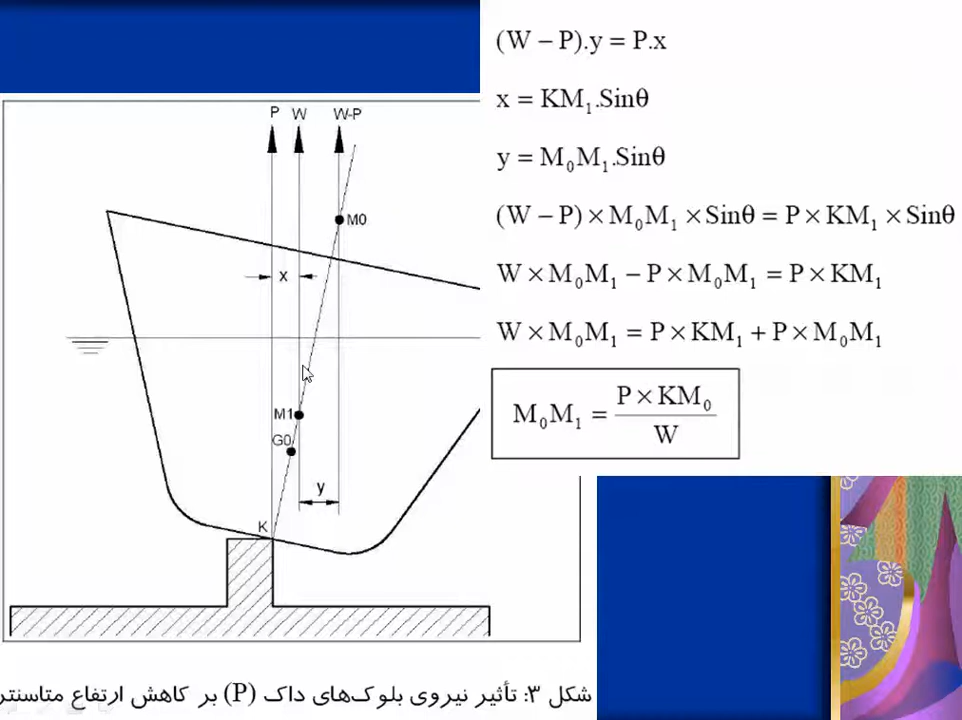 (W − P).y = P.x
x = KM₁.Sinθ
y = M₀M₁.Sinθ
(W − P) × M₀M₁ × Sinθ = P × KM₁ × Sinθ
W × M₀M₁ − P × M₀M₁ = P × KM₁
W × M₀M₁ = P × KM₁ + P × M₀M₁
M₀M₁ = P × KM₀ / W
P W W-P
M0
x
M1
G0
y
K
شکل ۳: تأثیر نیروی بلوک‌های داک (P) بر کاهش ارتفاع متاسنتر